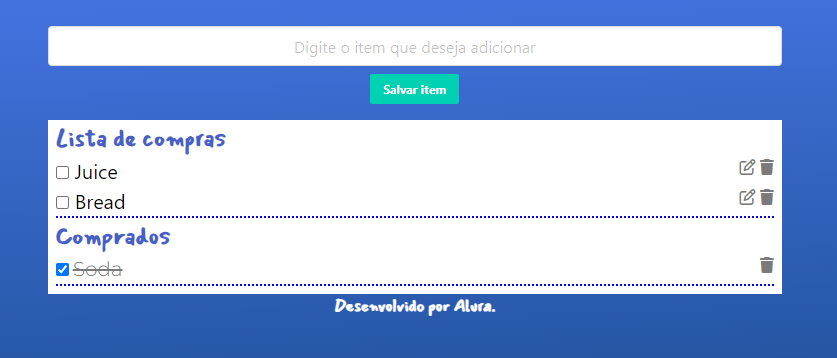 Digite o item que deseja adicionar
Salvar item
Lista de compras
Juice
Bread
Comprados
Soda
Desenvolvido por Alura.